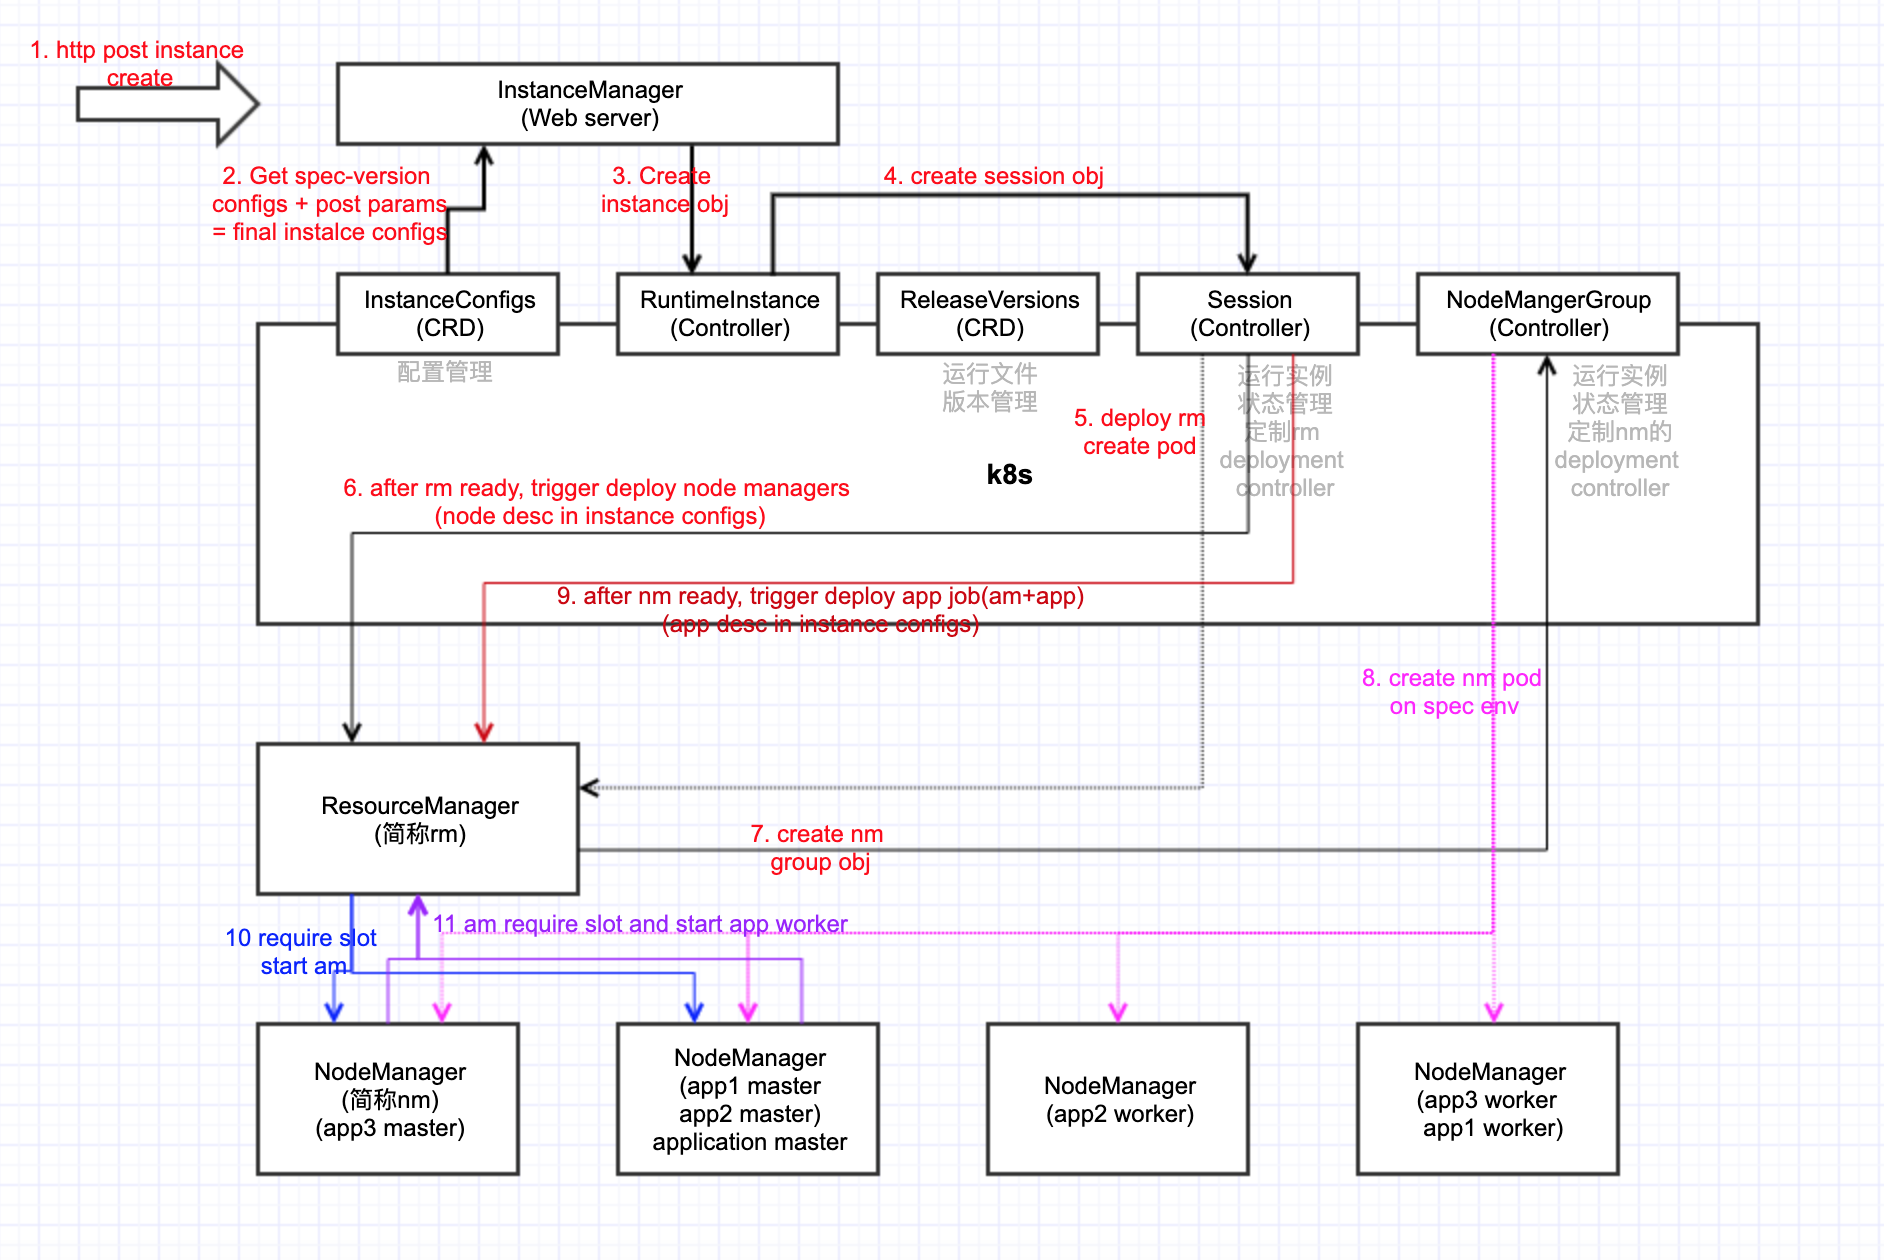 1. http post instance
create
InstanceManager
(Web server)
2. Get spec-version
configs + post params
= final instalce configs
3. Create
instance obj
4. create session obj
InstanceConfigs
(CRD)
RuntimeInstance
(Controller)
ReleaseVersions
(CRD)
Session
(Controller)
NodeMangerGroup
(Controller)
配置管理
运行文件
版本管理
运行实例
状态管理
定制rm
deployment
controller
运行实例
状态管理
定制nm的
deployment
controller
5. deploy rm
create pod
k8s
6. after rm ready, trigger deploy node managers
(node desc in instance configs)
9. after nm ready, trigger deploy app job(am+app)
(app desc in instance configs)
8. create nm pod
on spec env
ResourceManager
(简称rm)
7. create nm
group obj
10 require slot
start am
11 am require slot and start app worker
NodeManager
(简称nm)
(app3 master)
NodeManager
(app1 master
app2 master)
application master
NodeManager
(app2 worker)
NodeManager
(app3 worker
app1 worker)